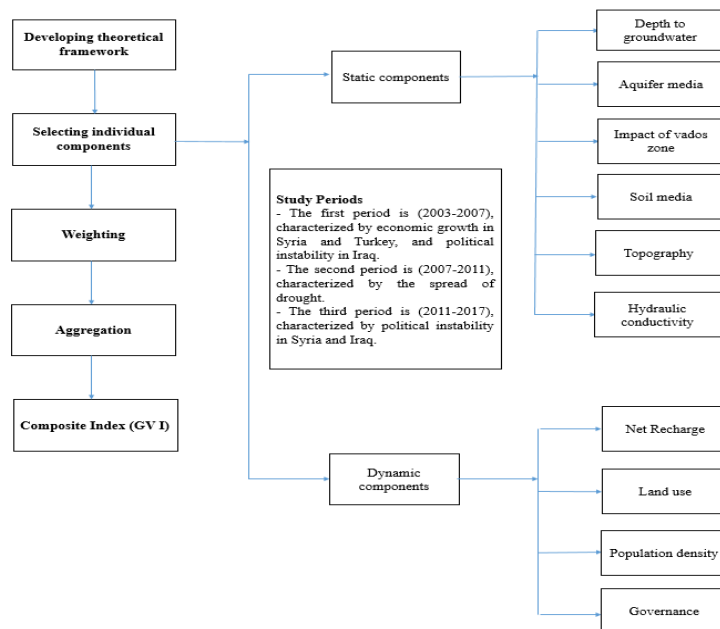 Developing theoretical
framework
Selecting individual
components
Weighting
Aggregation
Composite Index (GV I)
Static components
Depth to
groundwater
Aquifer media
Impact of vados
zone
Soil media
Topography
Hydraulic
conductivity
Study Periods
- The first period is (2003-2007),
characterized by economic growth in
Syria and Turkey, and political
instability in Iraq.
- The second period is (2007-2011),
characterized by the spread of
drought.
- The third period is (2011-2017),
characterized by political instability
in Syria and Iraq.
Dynamic
components
Net Recharge
Land use
Population density
Governance